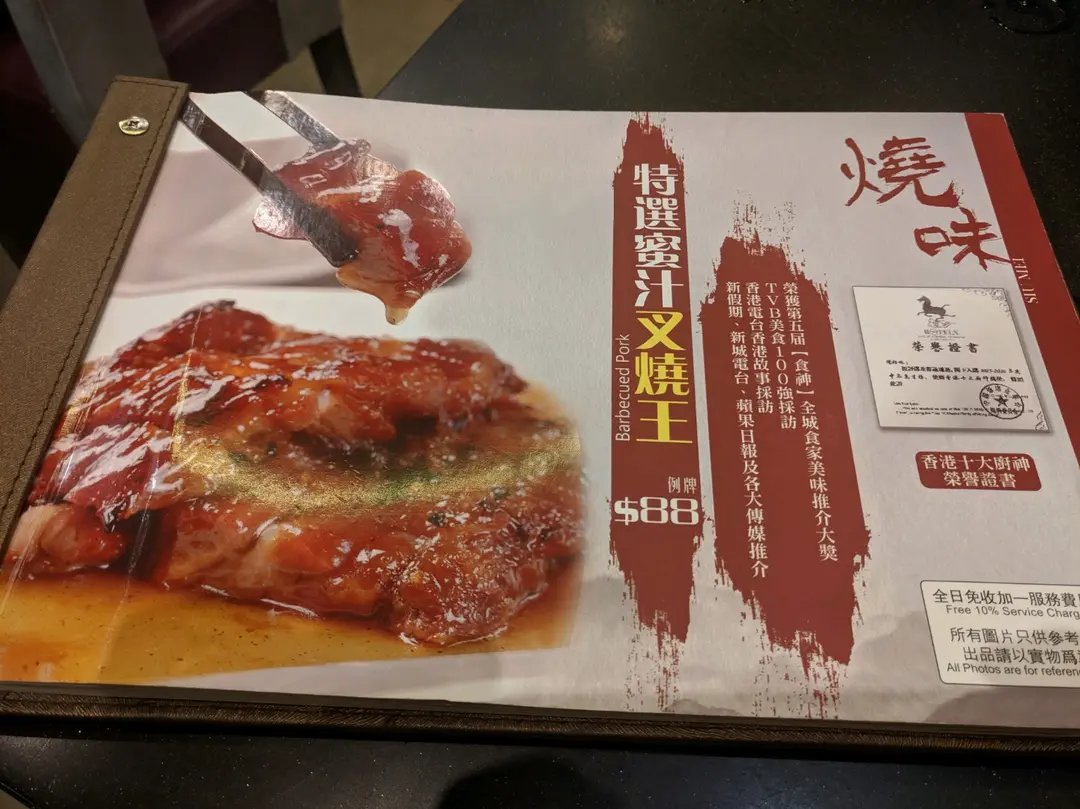 燒味
SIU MEI
特選蜜汁叉燒王
Barbecued Pork
例牌
$88
榮獲第五屆【食神】全城食家美味推介大獎
TVB美食100強採訪
香港電台香港故事採訪
新假期、新城電台、蘋果日報及各大傳媒推介
HOTELS
榮譽證書
香港十大廚神
榮譽證書
全日免收加一服務費
Free 10% Service Charg
所有圖片只供參考
出品請以實物爲
All Photos are for referen